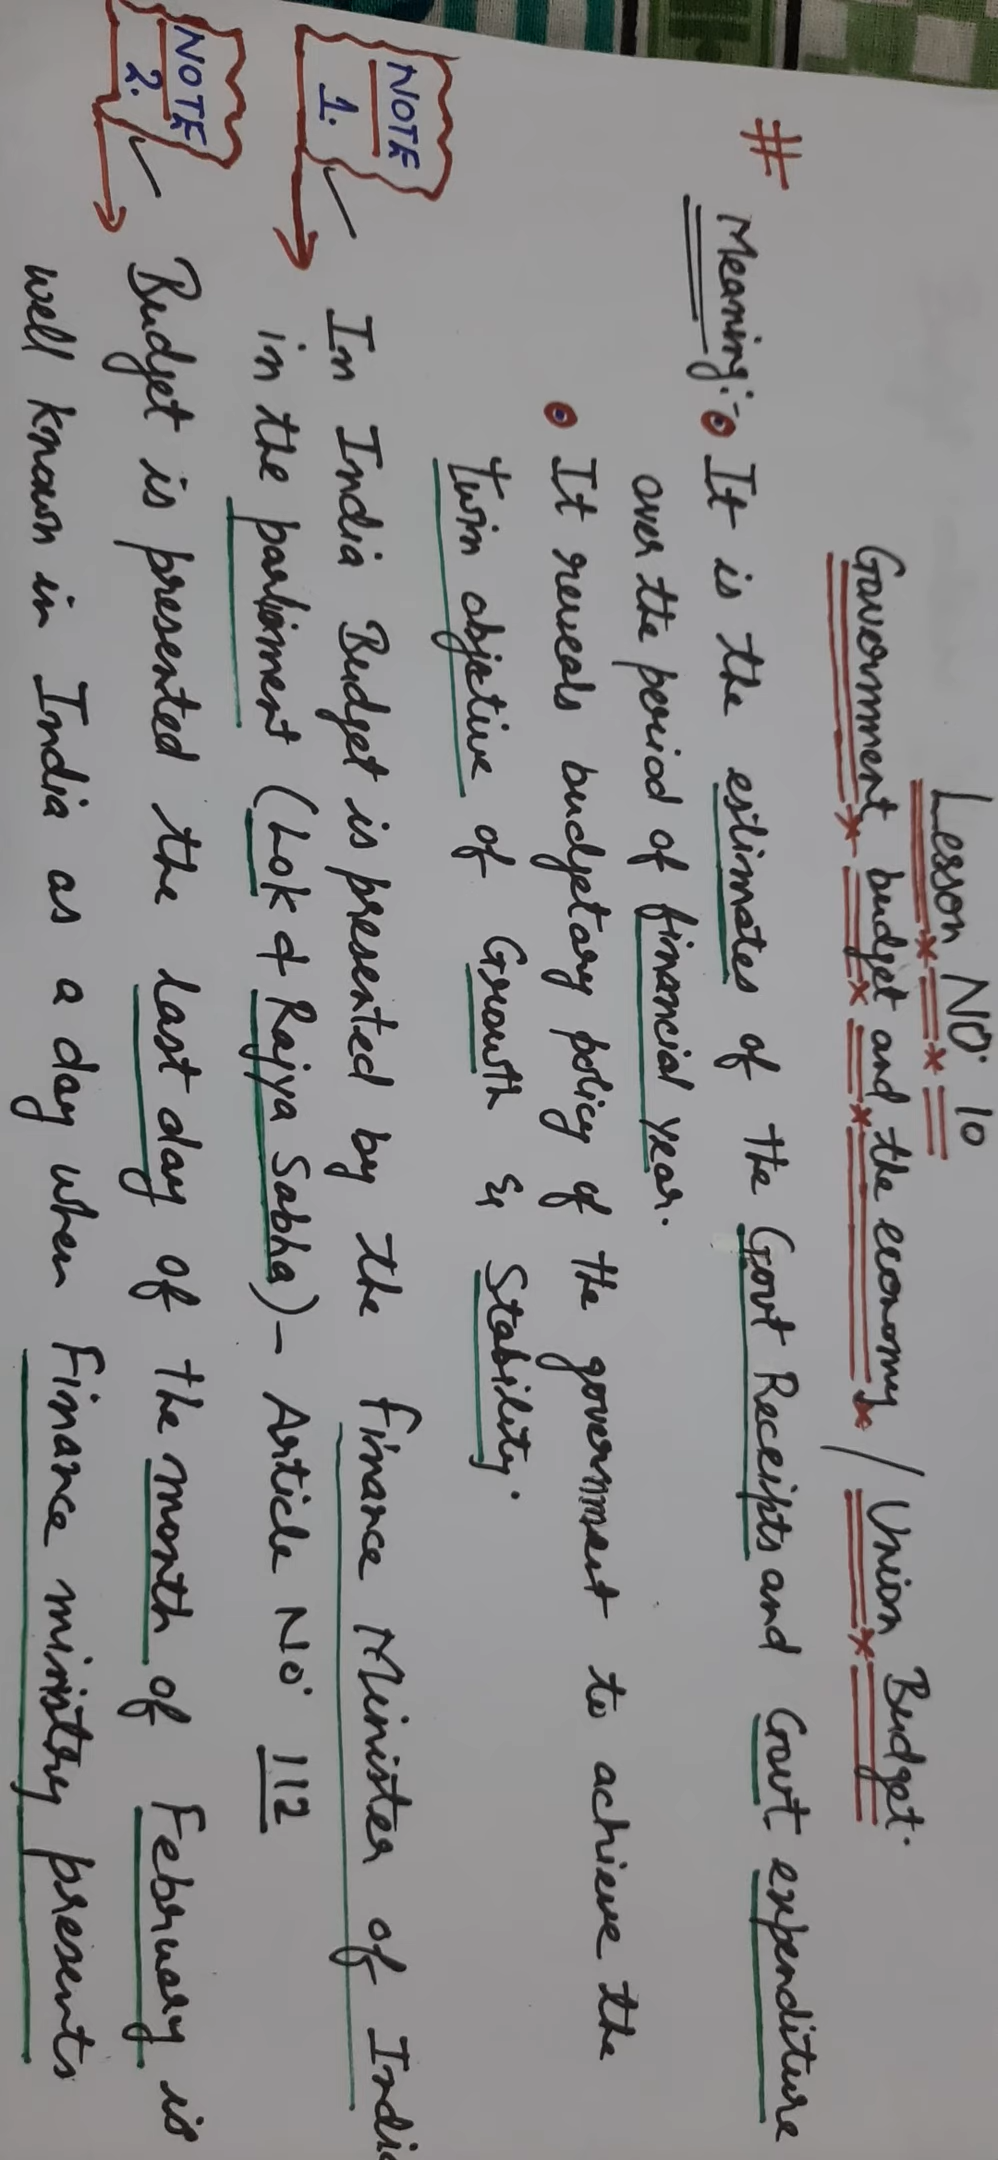 Lesson NO. 10
Government budget and the economy / Union Budget.
# Meaning:- It is the estimates of the Govt Receipts and Govt expenditure
over the period of financial year.
It reveals budgetary policy of the government to achieve the
twin objective of Growth & Stability.
NOTE
1.
In India Budget is presented by the Finance Minister of India
in the parliament (Lok & Rajya Sabha) - Article No. 112
NOTE
2.
Budget is presented the last day of the month of February is
well known in India as a day when Finance ministry presents